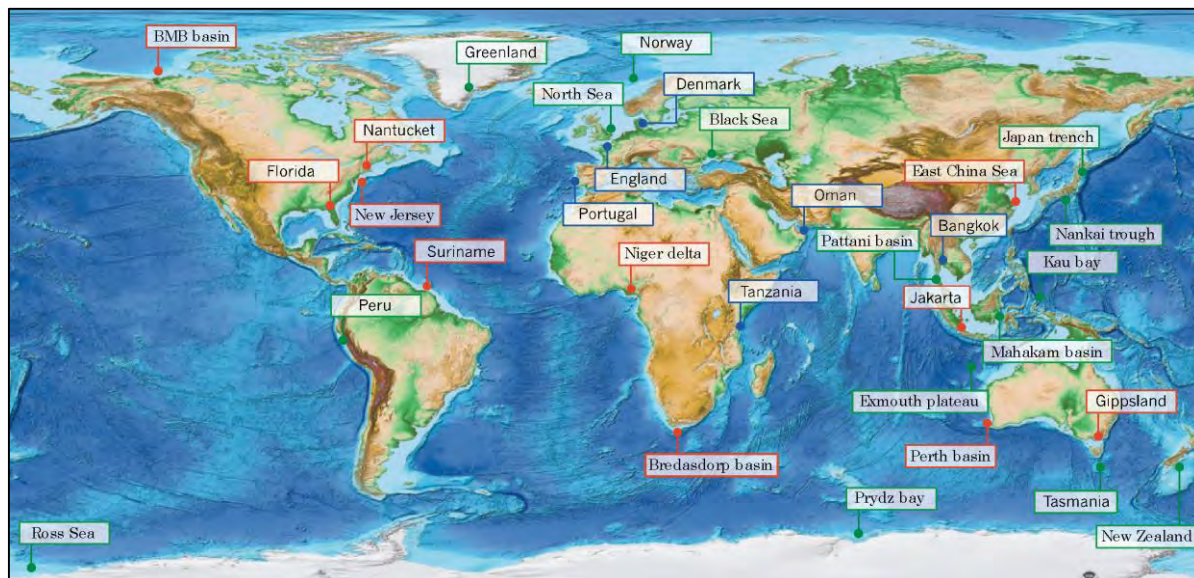 BMB basin
Greenland
Norway
Denmark
North Sea
Black Sea
Nantucket
Japan trench
Florida
East China Sea
England
Oman
New Jersey
Portugal
Bangkok
Pattani basin
Nankai trough
Suriname
Niger delta
Kau bay
Tanzania
Jakarta
Peru
Mahakam basin
Exmouth plateau
Gippsland
Perth basin
Bredasdorp basin
Prydz bay
Tasmania
Ross Sea
New Zealand